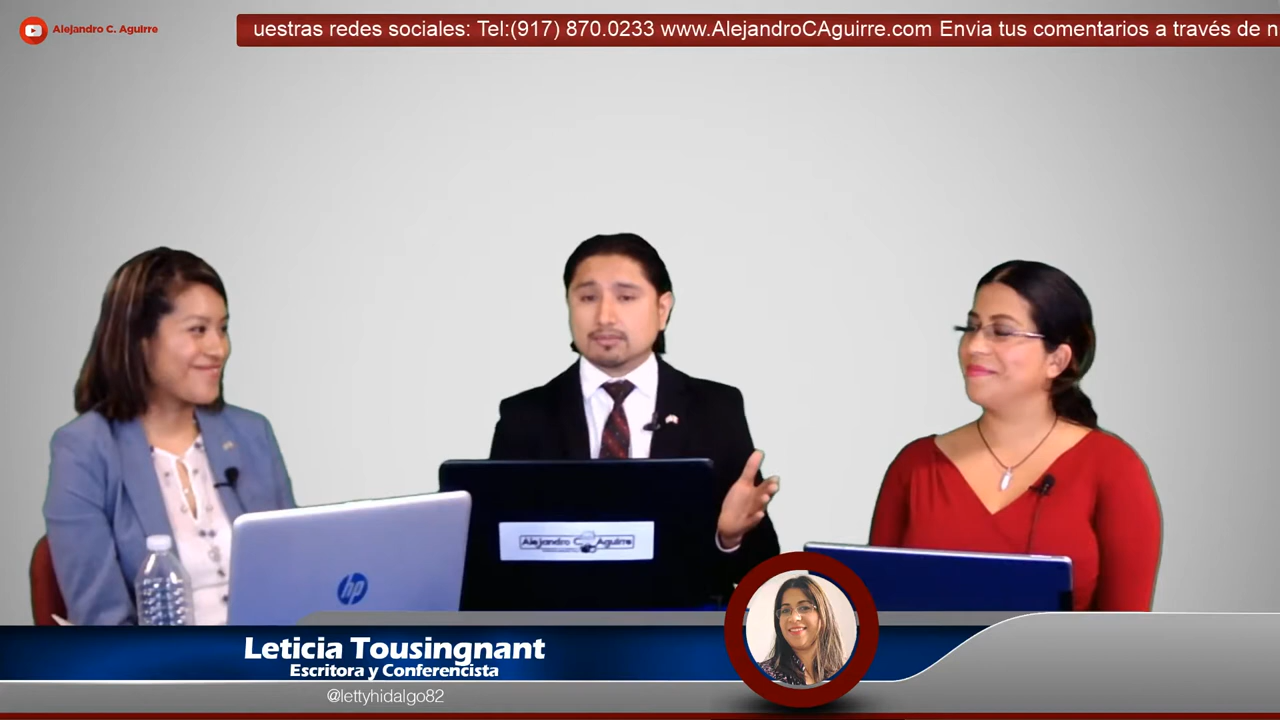 Alejandro C. Aguirre
uestras redes sociales: Tel:(917) 870.0233 www.AlejandroCAguirre.com Envia tus comentarios a través de n
Alejandro C. Aguirre
hp
Leticia Tousingnant
Escritora y Conferencista
@lettyhidalgo82